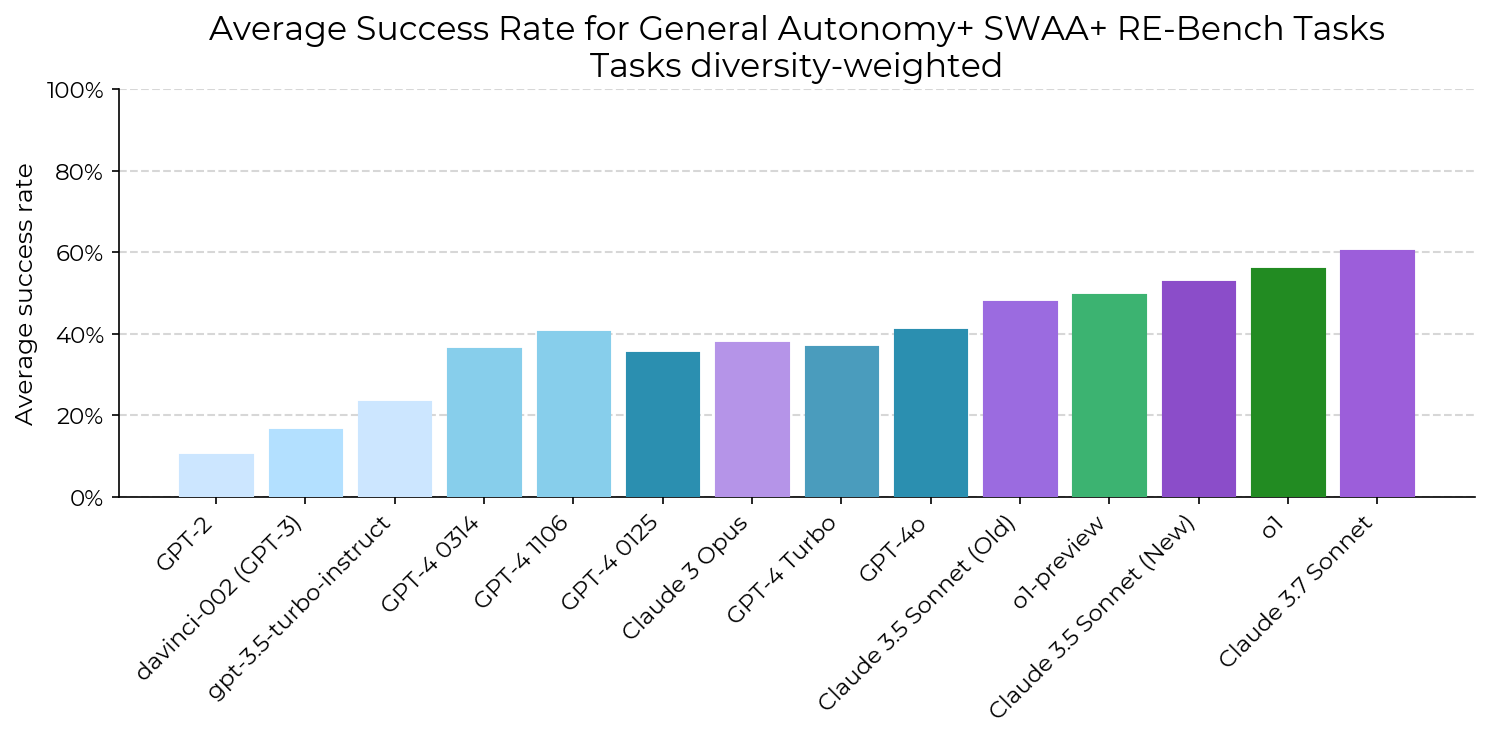 Average Success Rate for General Autonomy+ SWAA+ RE-Bench Tasks
Tasks diversity-weighted
Average success rate
100%
80%
60%
40%
20%
0%
GPT-2
davinci-002 (GPT-3)
gpt-3.5-turbo-instruct
GPT-4 0314
GPT-4 1106
GPT-4 0125
Claude 3 Opus
GPT-4 Turbo
GPT-4o
Claude 3.5 Sonnet (Old)
o1-preview
Claude 3.5 Sonnet (New)
o1
Claude 3.7 Sonnet